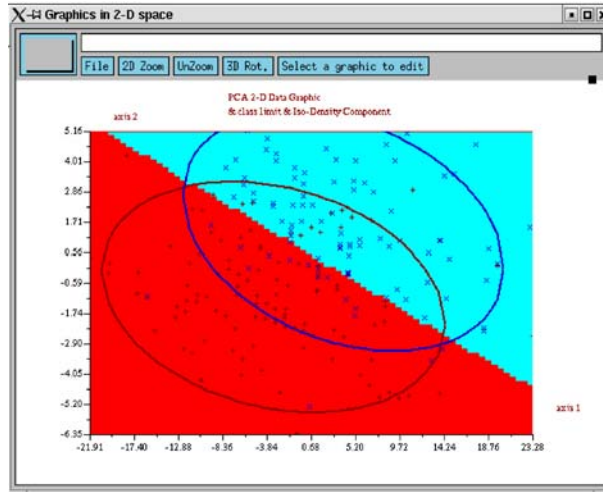 Graphics in 2-D space
File 2D Zoom UnZoom 3D Rot. Select a graphic to edit
PCA 2-D Data Graphic
& class limit & Iso-Density Component
axis 2
5.16
4.01
2.86
1.71
0.56
-0.59
-1.74
-2.90
-4.05
-5.20
-6.35
axis 1
-21.91 -17.40 -12.88 -8.36 -3.84 0.68 5.20 9.72 14.24 18.76 23.28